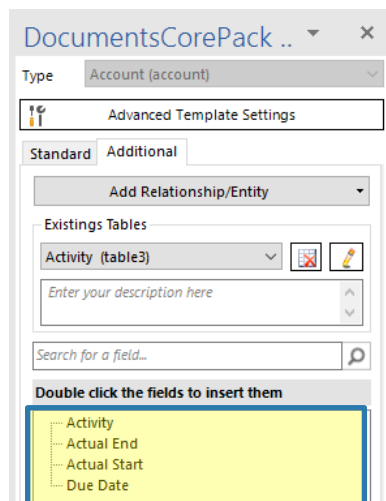 DocumentsCorePack ..
Type Account (account)
Advanced Template Settings
Standard Additional
Add Relationship/Entity
Existings Tables
Activity (table3)
Enter your description here
Search for a field...
Double click the fields to insert them
Activity
Actual End
Actual Start
Due Date